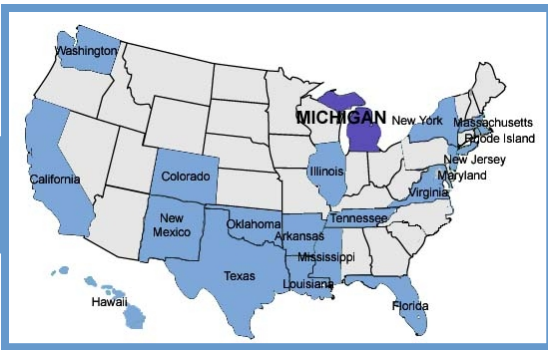 Washington
MICHIGAN
New York
Massachusetts
Rhode Island
New Jersey
Maryland
California
Colorado
Illinois
Virginia
New
Mexico
Oklahoma
Arkansas
Tennessee
Mississippi
Texas
Louisiana
Hawaii
Florida